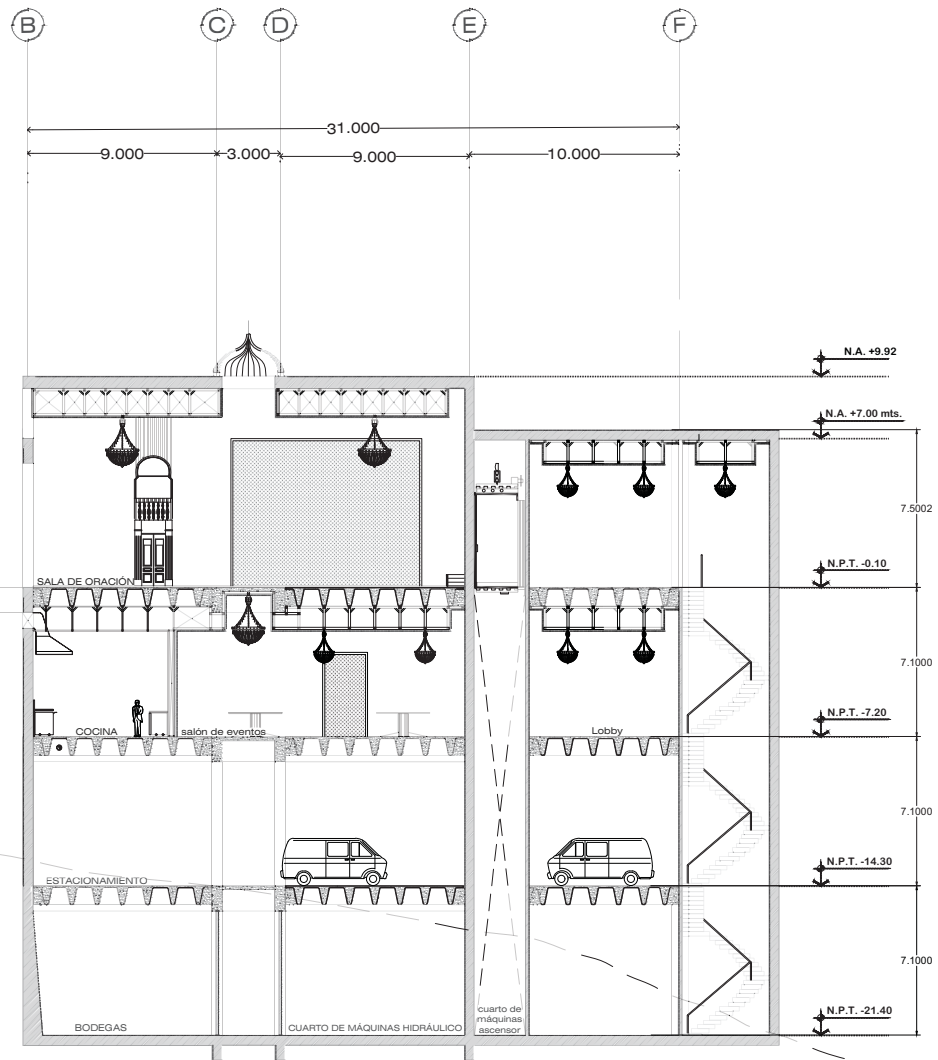 B C D E F
31.000
9.000 3.000 9.000 10.000
N.A. +9.92
N.A. +7.00 mts.
7.5002
N.P.T. -0.10
SALA DE ORACIÓN
7.1000
N.P.T. -7.20
COCINA salón de eventos Lobby
7.1000
N.P.T. -14.30
ESTACIONAMIENTO
7.1000
N.P.T. -21.40
cuarto de
máquinas
ascensor
BODEGAS CUARTO DE MÁQUINAS HIDRÁULICO